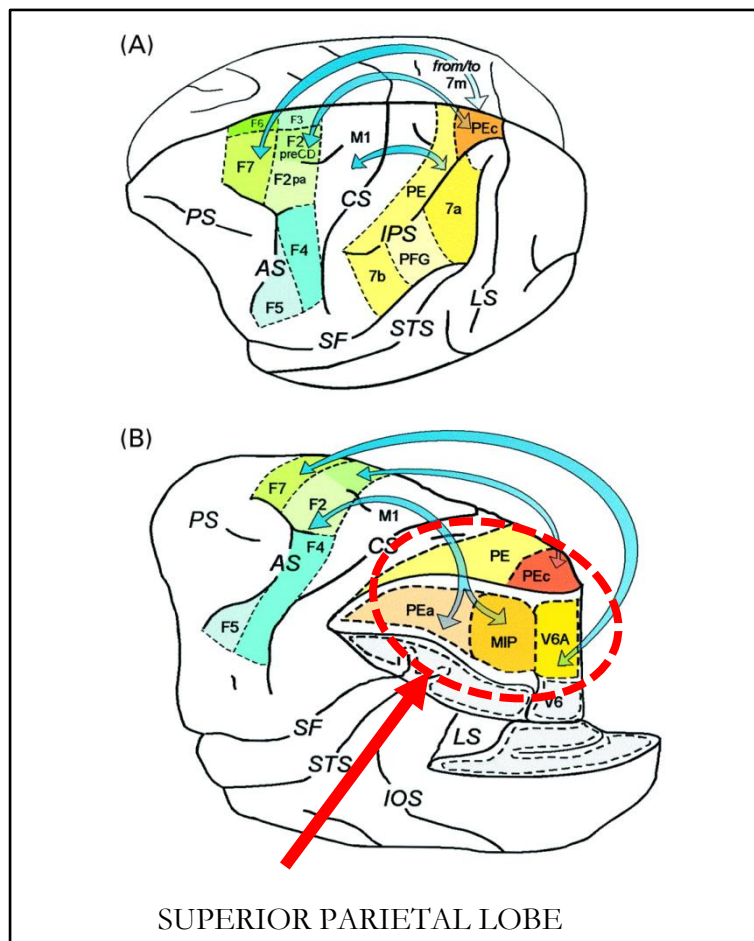 (A)
from/to
7m
F6
F3
PEc
F2
preCD
M1
F7
F2pa
CS
PE
7a
PS
IPS
AS
F4
PFG
7b
LS
F5
STS
SF
(B)
F7
F2
PS
M1
F4
CS
PE
AS
PEc
PEa
F5
MIP
V6A
V6
SF
LS
STS
IOS
SUPERIOR PARIETAL LOBE